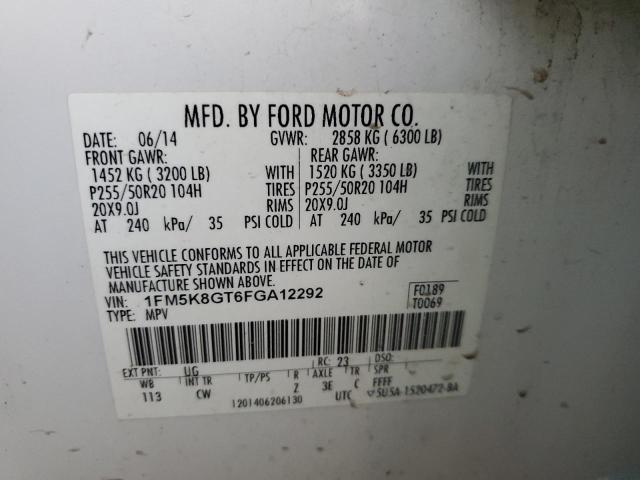 MFD. BY FORD MOTOR CO.
DATE: 06/14 GVWR: 2858 KG ( 6300 LB)
FRONT GAWR: REAR GAWR:
1452 KG ( 3200 LB) WITH 1520 KG ( 3350 LB) WITH
P255/50R20 104H TIRES P255/50R20 104H TIRES
20X9.0J RIMS 20X9.0J RIMS
AT 240 kPa/ 35 PSI COLD AT 240 kPa/ 35 PSI COLD
THIS VEHICLE CONFORMS TO ALL APPLICABLE FEDERAL MOTOR
VEHICLE SAFETY STANDARDS IN EFFECT ON THE DATE OF
MANUFACTURE SHOWN ABOVE.
VIN: 1FM5K8GT6FGA12292 F0189
TYPE: MPV T0069
EXT PNT: UG RC: 23 DSO:
WB INT TR TP/PS R AXLE TR SPR
113 CW 2 3E C FFFF
1201406206130 UTC 5U5A-1520472-BA